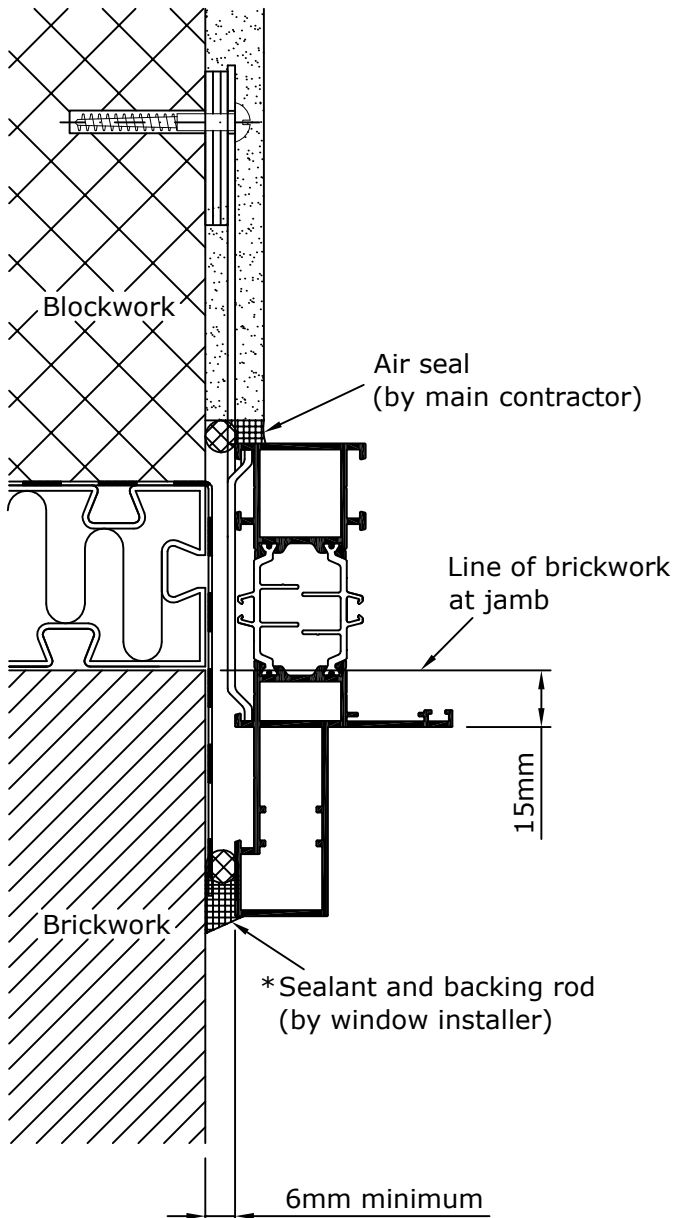 Blockwork
Air seal
(by main contractor)
Line of brickwork
at jamb
15mm
Brickwork
*Sealant and backing rod
(by window installer)
6mm minimum